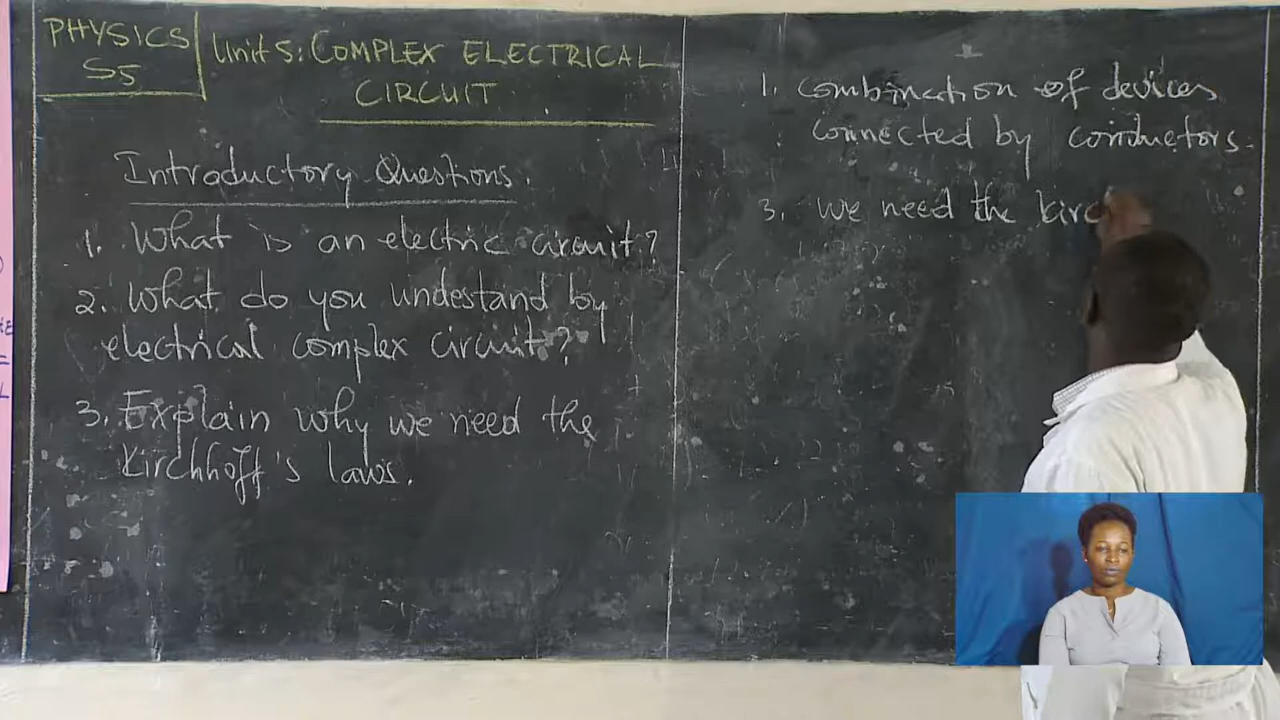 PHYSICS
S5
Unit 5: COMPLEX ELECTRICAL
CIRCUIT
Introductory Questions.
1. What is an electric circuit?
2. What do you undestand by
electrical complex circuit?
3. Explain why we need the
Kirchhoff's laws.
1. combination of devices
connected by conductors.
3. We need the kirc